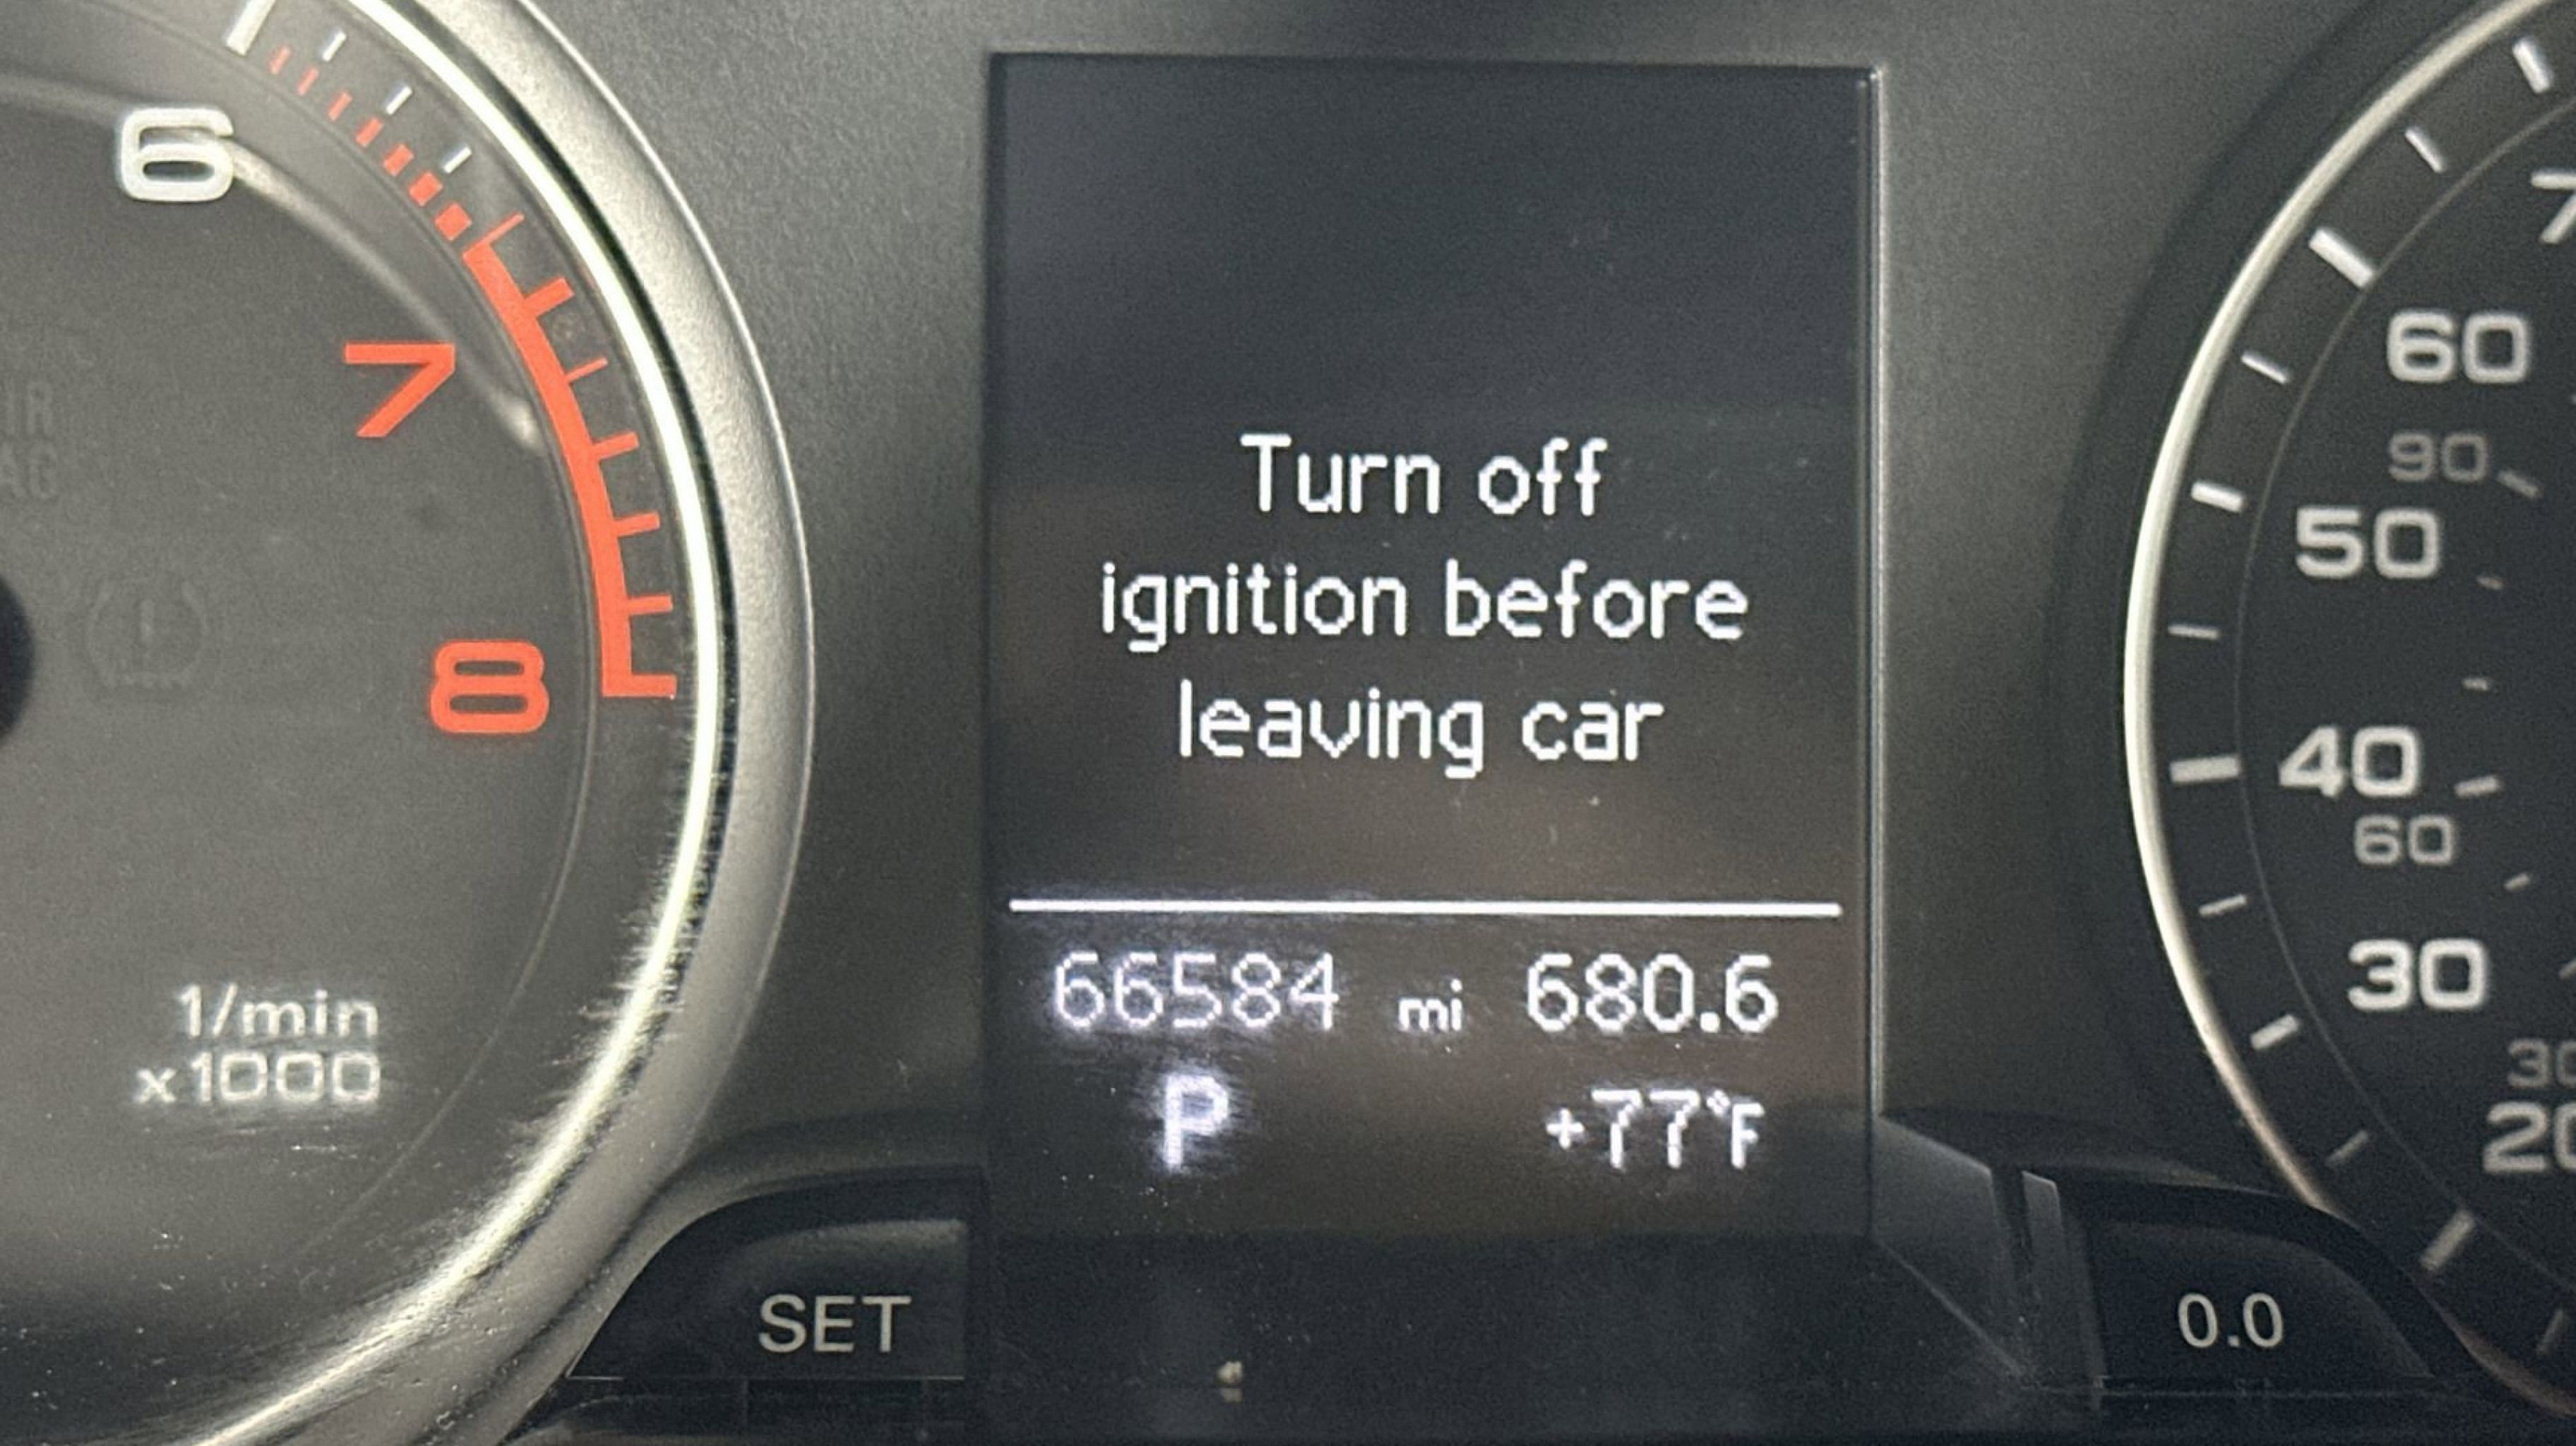 6
7
8
1/min
x1000
SET
Turn off
ignition before
leaving car
66584 mi 680.6
P +77°F
0.0
60
90
50
40
60
30